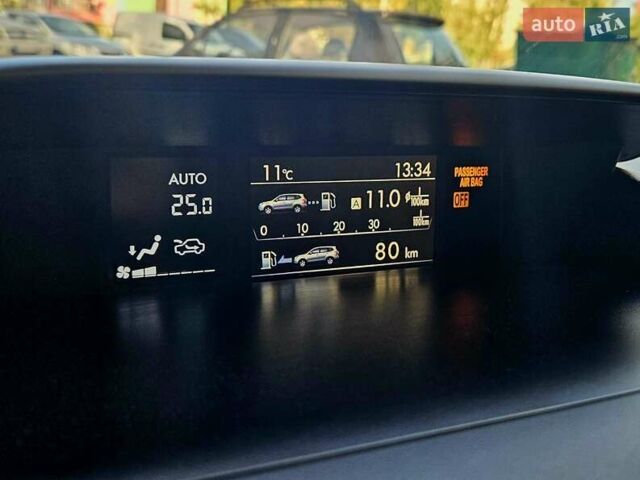 auto RIA
.com
11°C 13:34
AUTO
25.0
A 11.0 ø l/100km
PASSENGER
AIR BAG
OFF
0 10 20 30 l/100km
80 km